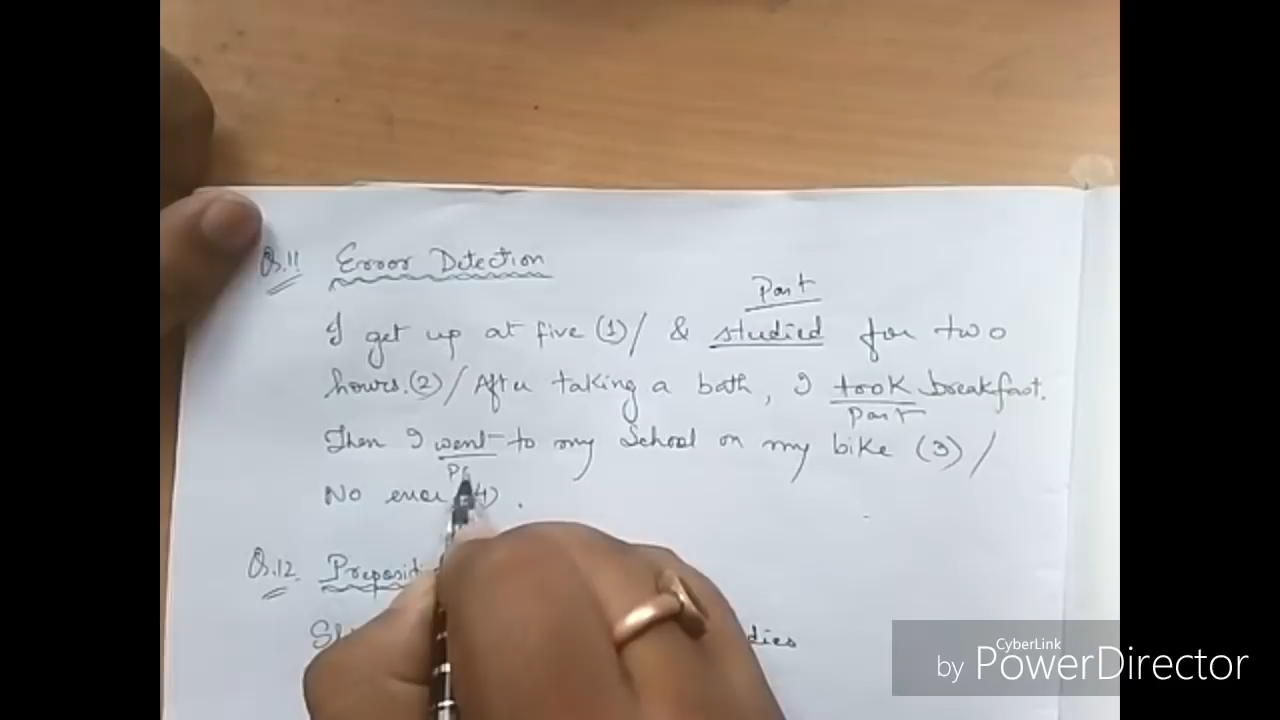 Q.11 Error Detection
Past
I get up at five (1)/ & studied for two
hours.(2)/ After taking a bath, I took breakfast.
Past
Then I went to my School on my bike (3)/
No error (4).
Q.12.
CyberLink
by PowerDirector